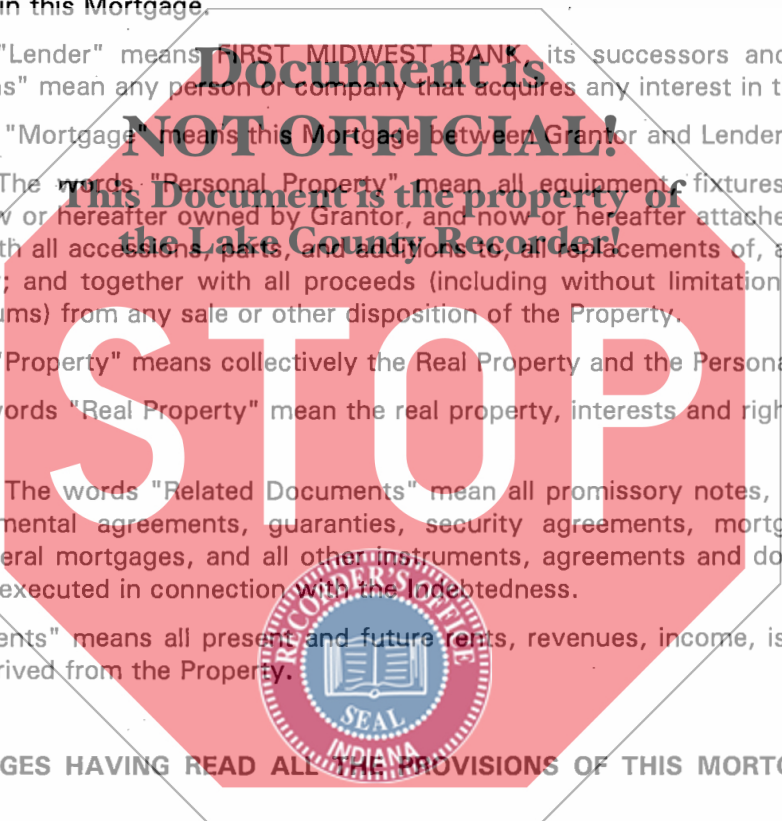 in this Mortgage.
"Lender" means FIRST MIDWEST BANK, its successors and
ns" mean any person or company that acquires any interest in t
Document is
"Mortgage" means this Mortgage between Grantor and Lender
NOT OFFICIAL!
The words "Personal Property" mean all equipment, fixtures
This Document is the property of
w or hereafter owned by Grantor, and now or hereafter attache
th all accessions, parts, and additions to, all replacements of, a
the Lake County Recorder!
; and together with all proceeds (including without limitation
ums) from any sale or other disposition of the Property.
"Property" means collectively the Real Property and the Persona
words "Real Property" mean the real property, interests and righ
STOP
The words "Related Documents" mean all promissory notes,
mental agreements, guaranties, security agreements, mortg
eral mortgages, and all other instruments, agreements and do
executed in connection with the Indebtedness.
ents" means all present and future rents, revenues, income, is
rived from the Property.
RECORDER'S OFFICE
SEAL
INDIANA
GES HAVING READ ALL THE PROVISIONS OF THIS MORTG